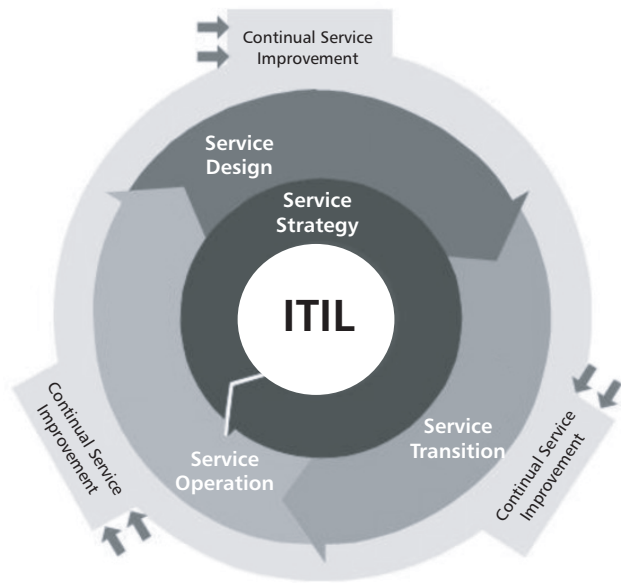 Continual Service
Improvement
Service
Design
Service
Strategy
ITIL
Service
Transition
Service
Operation
Continual Service
Improvement
Continual Service
Improvement